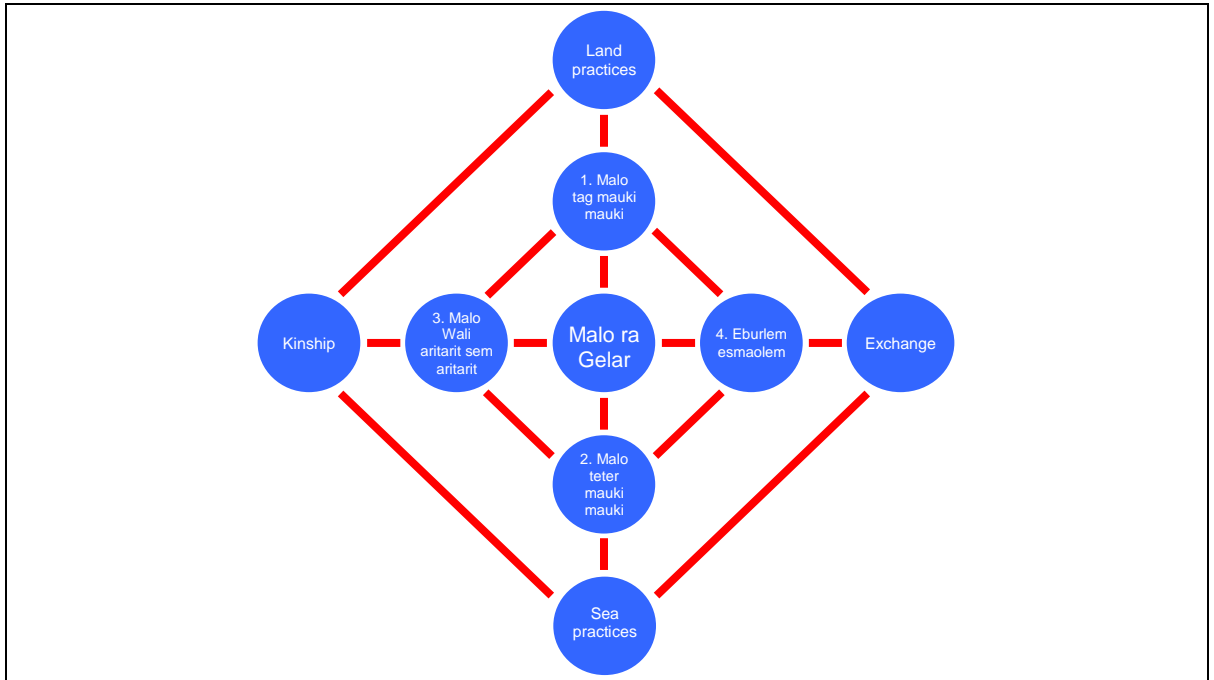 Land
practices
1. Malo
tag mauki
mauki
Kinship
3. Malo
Wali
aritarit sem
aritarit
Malo ra
Gelar
4. Eburlem
esmaolem
Exchange
2. Malo
teter
mauki
mauki
Sea
practices